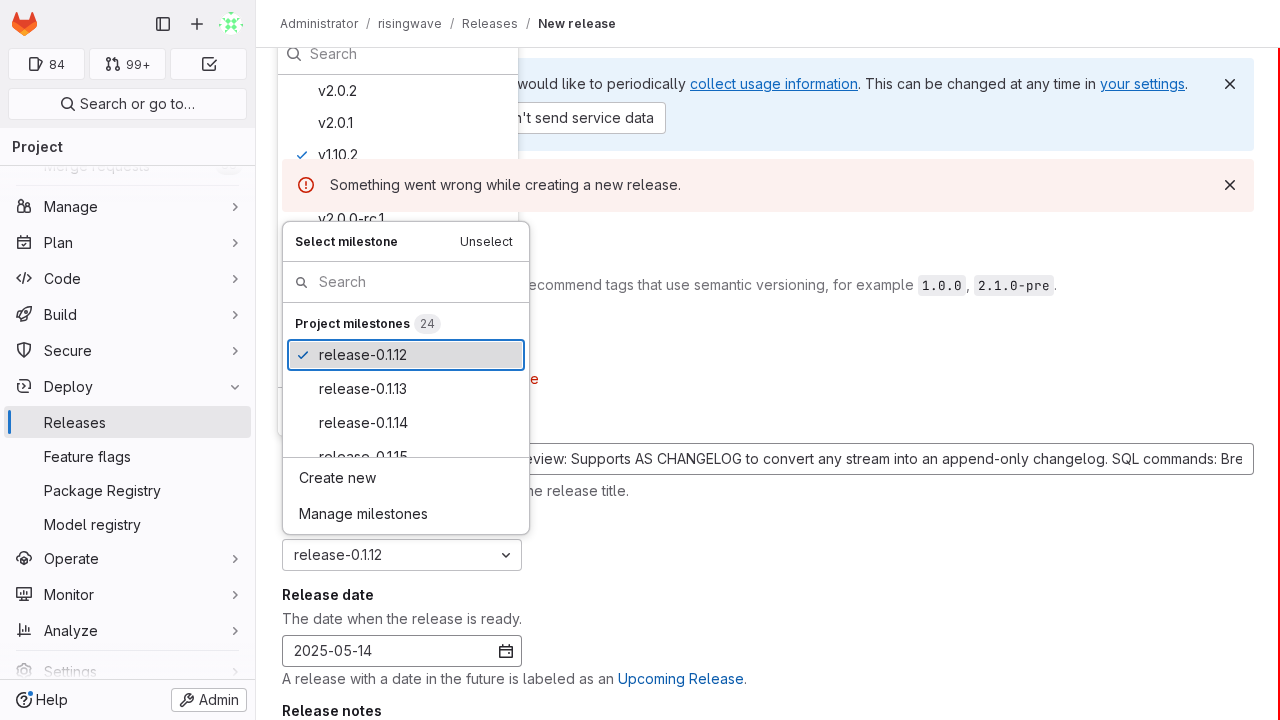 Administrator / risingwave / Releases / New release
84
99+
Search or go to…
Project
Merge requests
Manage
Plan
Code
Build
Secure
Deploy
Releases
Feature flags
Package Registry
Model registry
Operate
Monitor
Analyze
Settings
Help
Admin
Search
v2.0.2
v2.0.1
v1.10.2
v2.0.0-rc.1
would like to periodically collect usage information. This can be changed at any time in your settings.
n't send service data
Something went wrong while creating a new release.
Select milestone
Unselect
ecommend tags that use semantic versioning, for example 1.0.0, 2.1.0-pre.
Search
Project milestones 24
release-0.1.12
release-0.1.13
release-0.1.14
release-0.1.15
Create new
Manage milestones
eview: Supports AS CHANGELOG to convert any stream into an append-only changelog. SQL commands: Bre
he release title.
release-0.1.12
Release date
The date when the release is ready.
2025-05-14
A release with a date in the future is labeled as an Upcoming Release.
Release notes